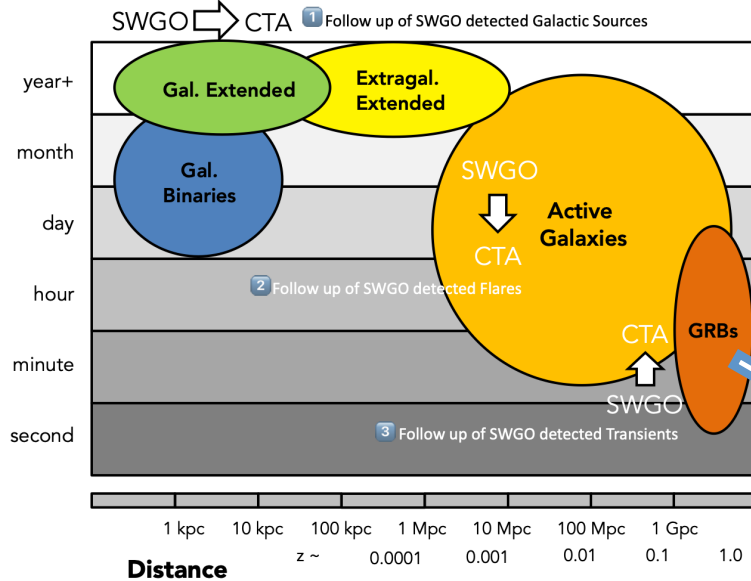 SWGO CTA 1 Follow up of SWGO detected Galactic Sources
year+
Gal. Extended
Extragal.
Extended
month
Gal.
Binaries
SWGO
day
Active
Galaxies
CTA
hour
2 Follow up of SWGO detected Flares
CTA
GRBs
minute
SWGO
second
3 Follow up of SWGO detected Transients
1 kpc 10 kpc 100 kpc 1 Mpc 10 Mpc 100 Mpc 1 Gpc
z ~ 0.0001 0.001 0.01 0.1 1.0
Distance